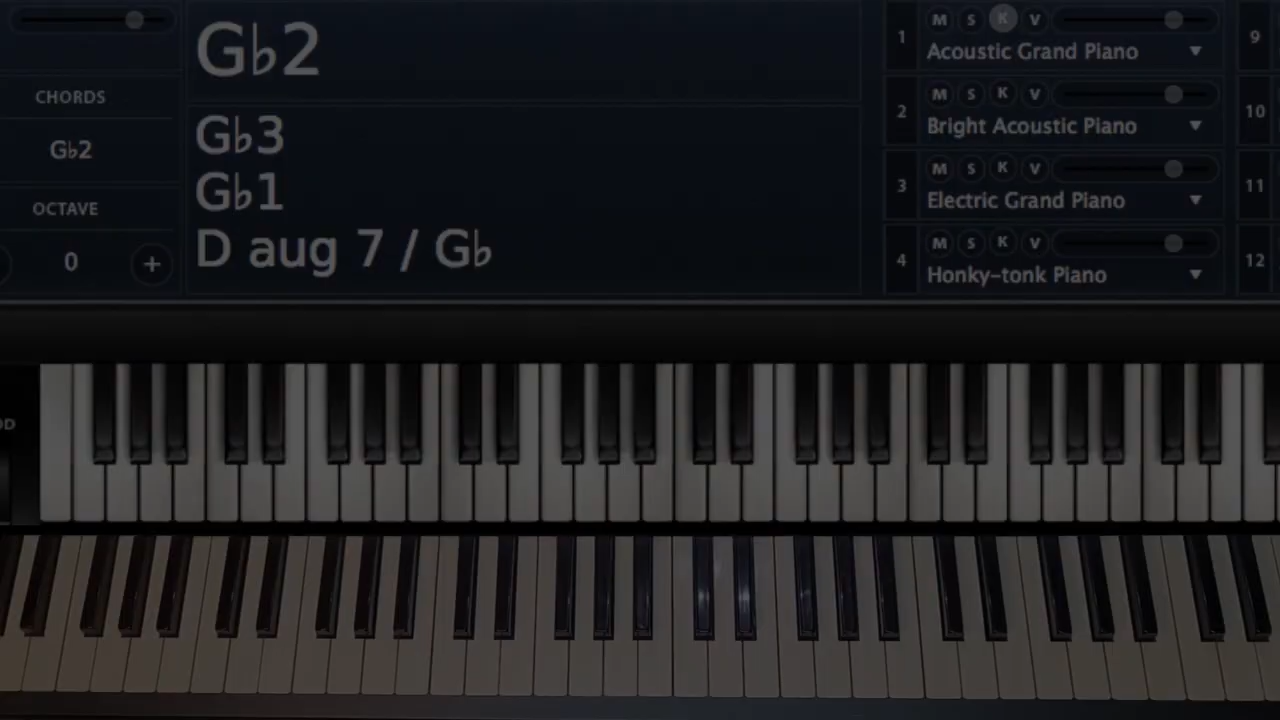 G♭2
CHORDS
G♭2
OCTAVE
0 +
G♭3
G♭1
D aug 7 / G♭
1 M S K V
Acoustic Grand Piano
2 M S K V
Bright Acoustic Piano
3 M S K V
Electric Grand Piano
4 M S K V
Honky-tonk Piano
9
10
11
12